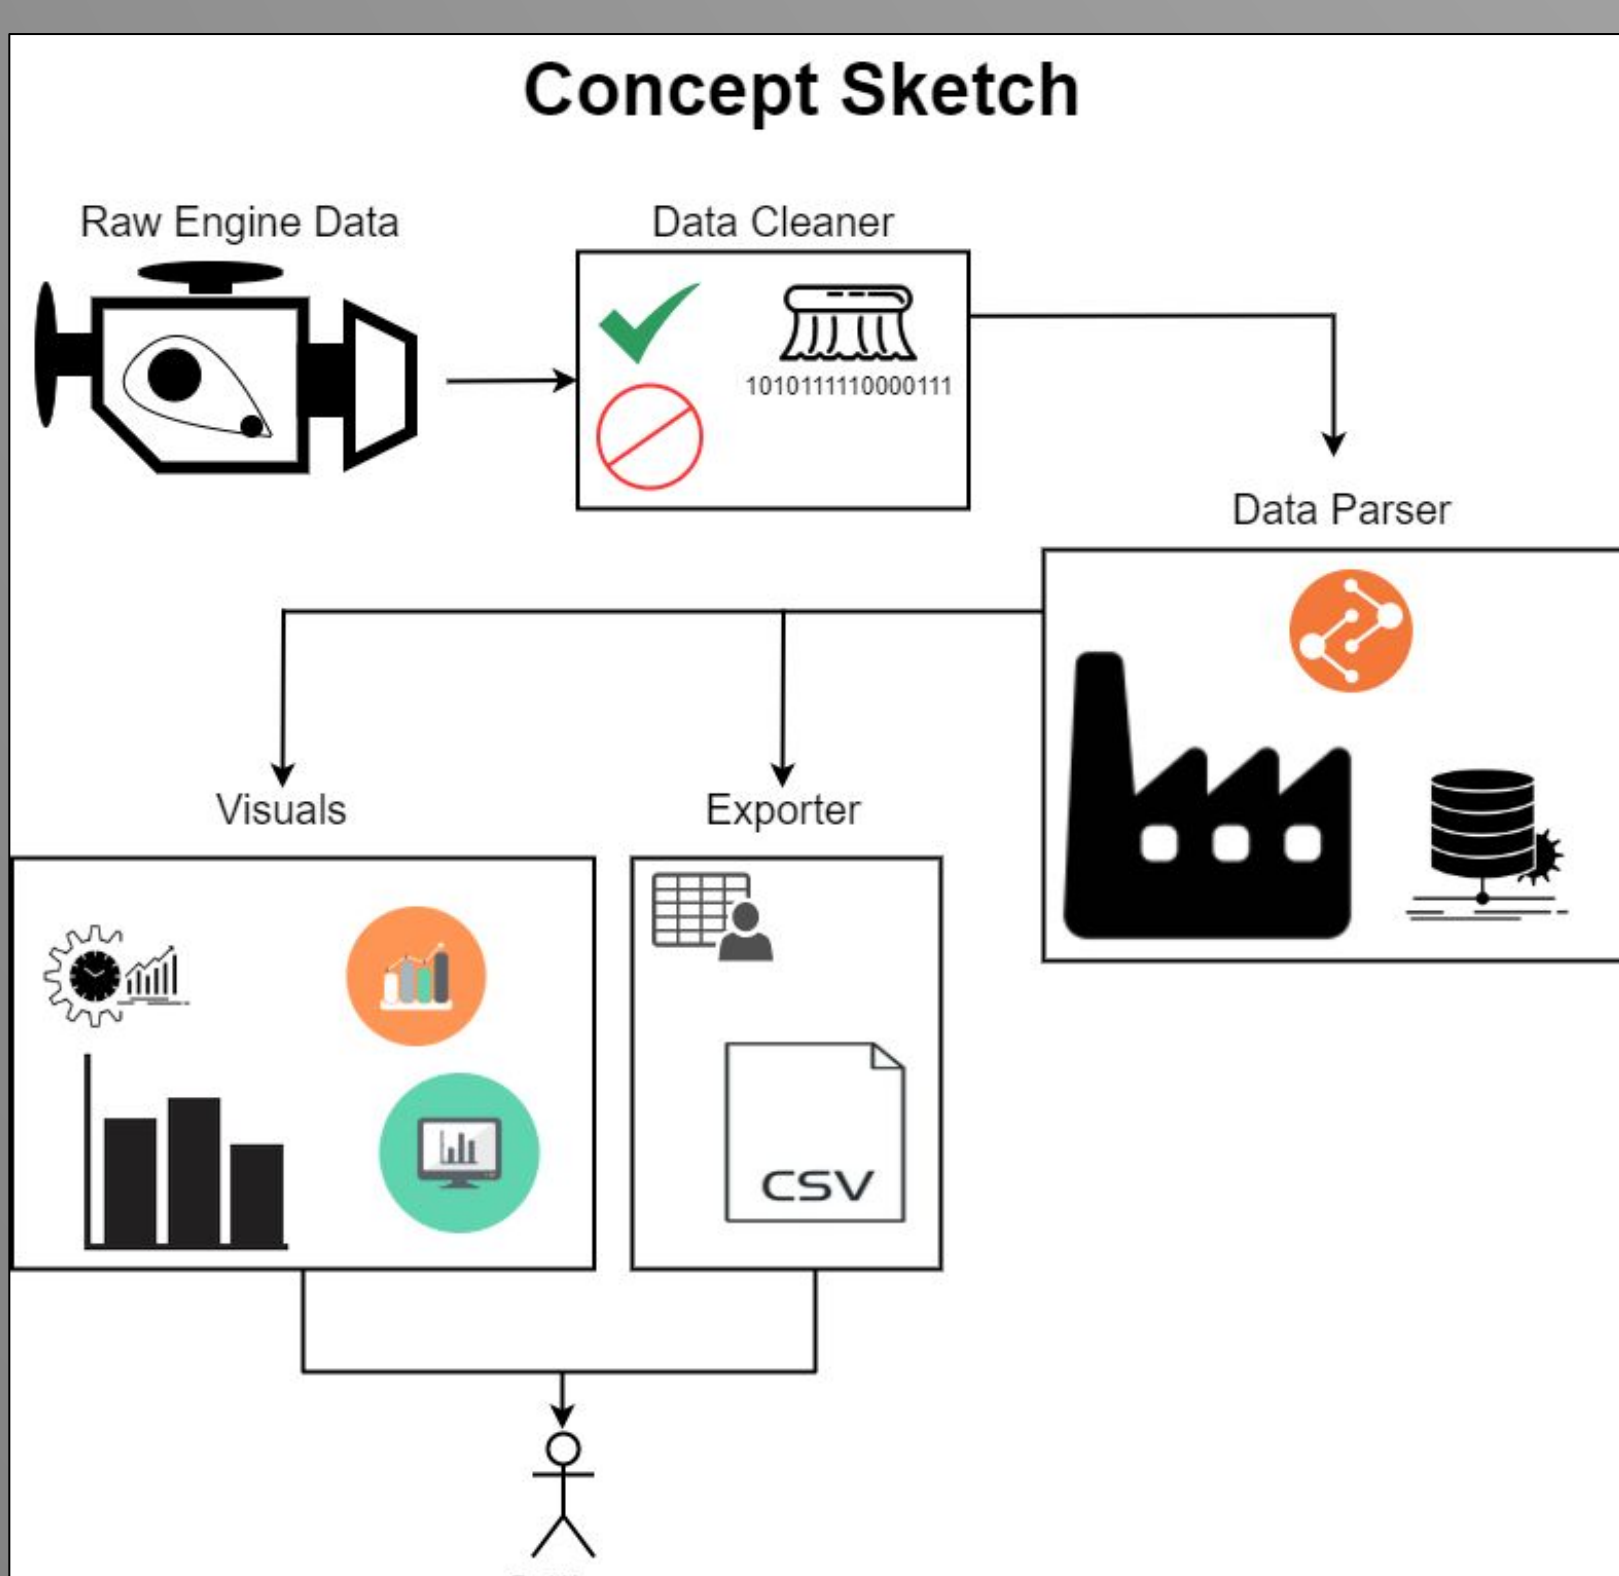 Concept Sketch
Raw Engine Data
Data Cleaner
1010111110000111
Data Parser
Visuals
Exporter
CSV